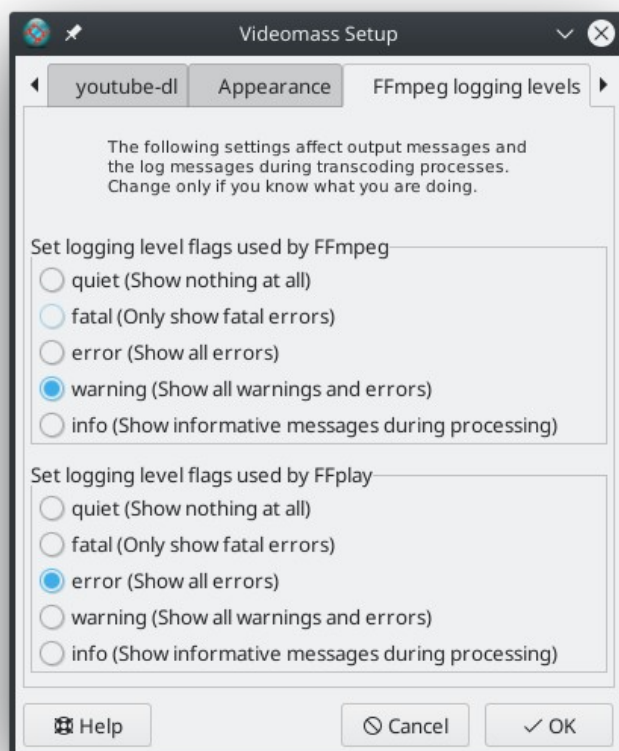 Videomass Setup
youtube-dl
Appearance
FFmpeg logging levels
The following settings affect output messages and
the log messages during transcoding processes.
Change only if you know what you are doing.
Set logging level flags used by FFmpeg
quiet (Show nothing at all)
fatal (Only show fatal errors)
error (Show all errors)
warning (Show all warnings and errors)
info (Show informative messages during processing)
Set logging level flags used by FFplay
quiet (Show nothing at all)
fatal (Only show fatal errors)
error (Show all errors)
warning (Show all warnings and errors)
info (Show informative messages during processing)
Help
Cancel
OK